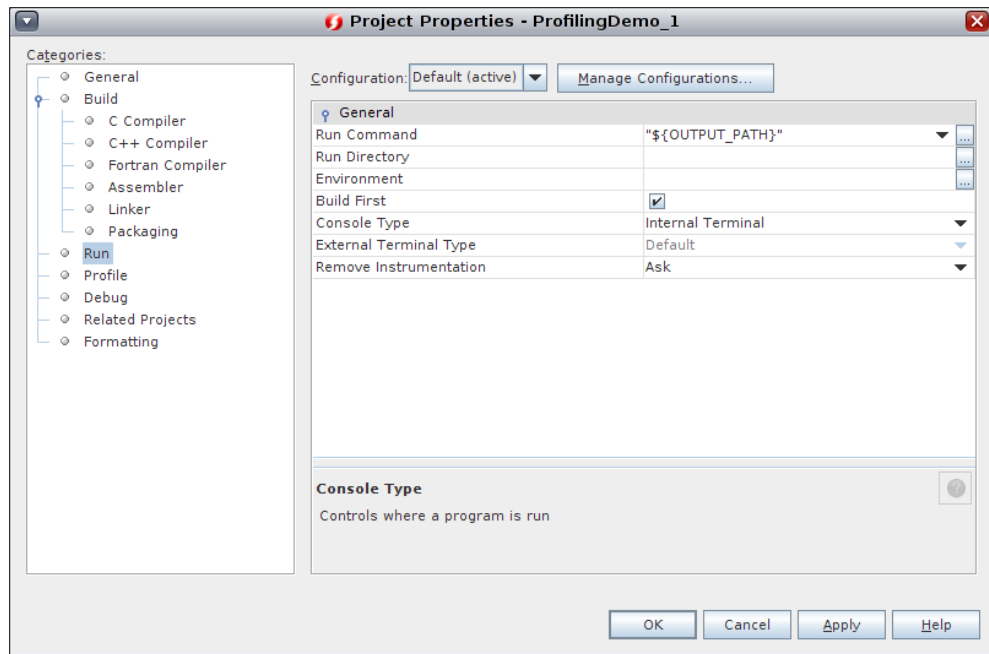 Project Properties - ProfilingDemo_1
Categories:
General
Build
C Compiler
C++ Compiler
Fortran Compiler
Assembler
Linker
Packaging
Run
Profile
Debug
Related Projects
Formatting
Configuration: Default (active) Manage Configurations...
General
Run Command "${OUTPUT_PATH}" ...
Run Directory ...
Environment ...
Build First
Console Type Internal Terminal
External Terminal Type Default
Remove Instrumentation Ask
Console Type ?
Controls where a program is run
OK Cancel Apply Help